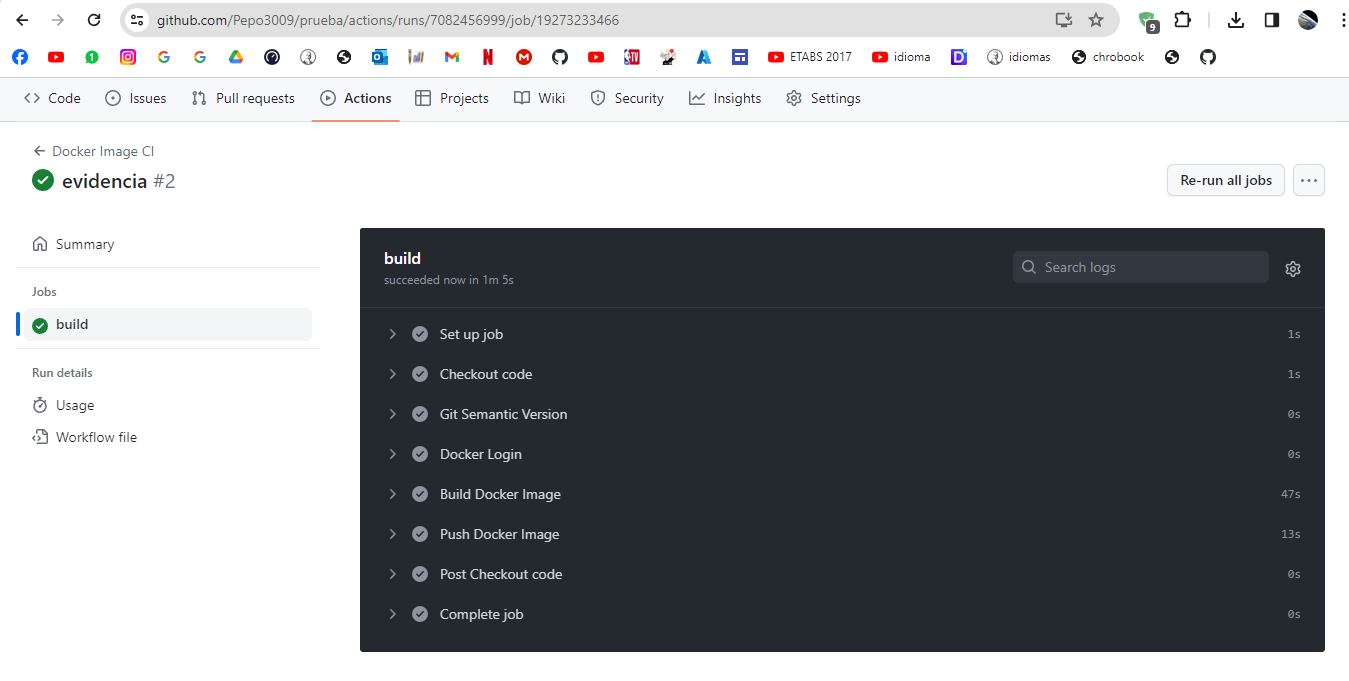 github.com/Pepo3009/prueba/actions/runs/7082456999/job/19273233466
9
ETABS 2017 idioma idiomas chrobook
Code Issues Pull requests Actions Projects Wiki Security Insights Settings
Docker Image CI
evidencia #2
Re-run all jobs
Summary
Jobs
build
Run details
Usage
Workflow file
build
succeeded now in 1m 5s
Search logs
Set up job 1s
Checkout code 1s
Git Semantic Version 0s
Docker Login 0s
Build Docker Image 47s
Push Docker Image 13s
Post Checkout code 0s
Complete job 0s